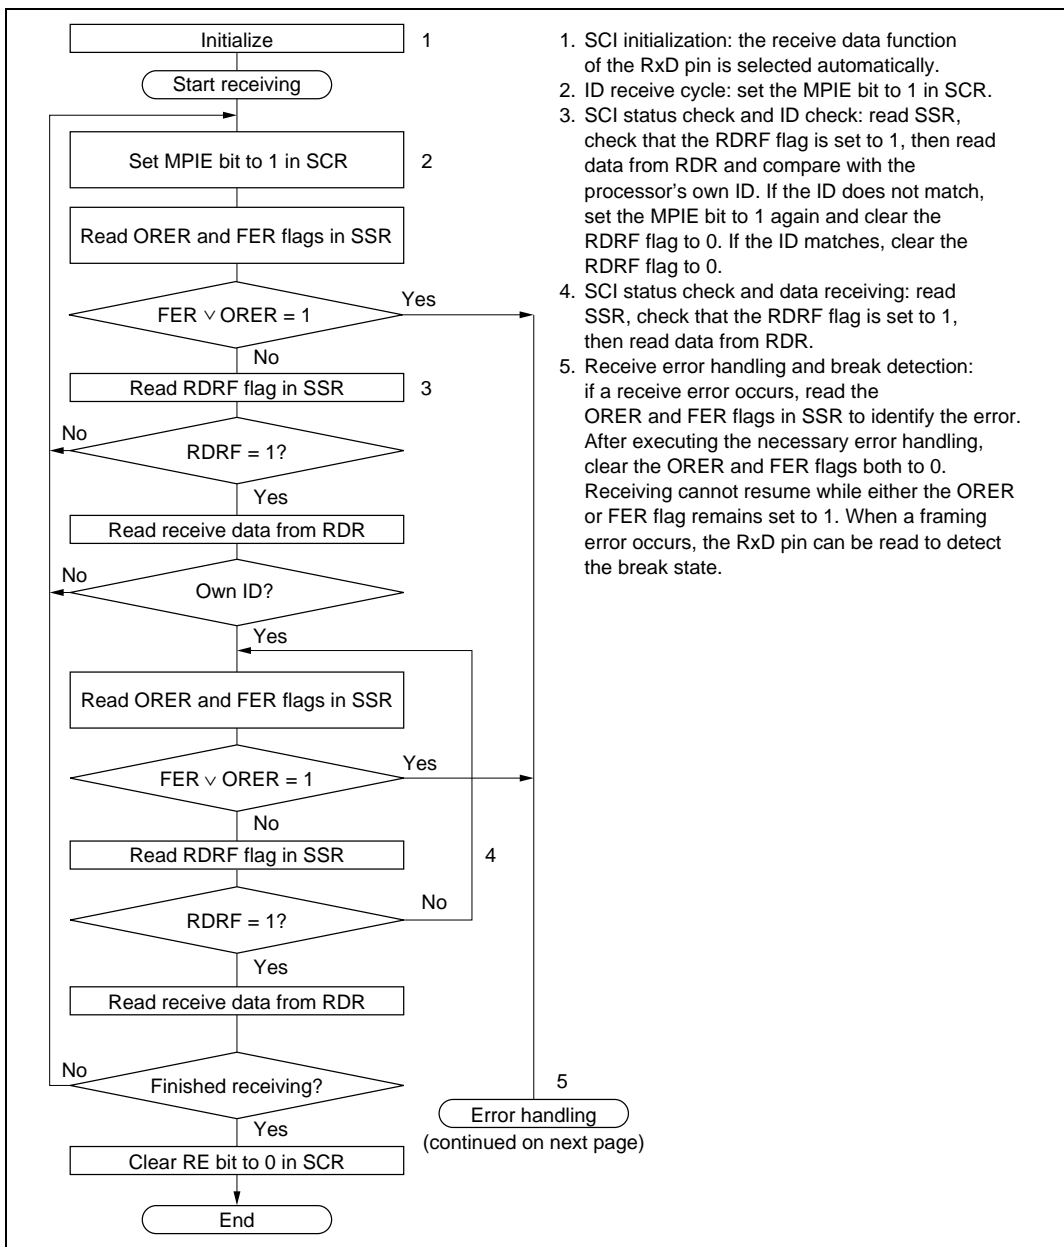 Initialize
1
Start receiving
Set MPIE bit to 1 in SCR
2
Read ORER and FER flags in SSR
FER ∨ ORER = 1
Yes
No
Read RDRF flag in SSR
3
No
RDRF = 1?
Yes
Read receive data from RDR
No
Own ID?
Yes
Read ORER and FER flags in SSR
FER ∨ ORER = 1
Yes
No
Read RDRF flag in SSR
4
RDRF = 1?
No
Yes
Read receive data from RDR
No
Finished receiving?
Yes
Clear RE bit to 0 in SCR
End
5
Error handling
(continued on next page)
1. SCI initialization: the receive data function
of the RxD pin is selected automatically.
2. ID receive cycle: set the MPIE bit to 1 in SCR.
3. SCI status check and ID check: read SSR,
check that the RDRF flag is set to 1, then read
data from RDR and compare with the
processor's own ID. If the ID does not match,
set the MPIE bit to 1 again and clear the
RDRF flag to 0. If the ID matches, clear the
RDRF flag to 0.
4. SCI status check and data receiving: read
SSR, check that the RDRF flag is set to 1,
then read data from RDR.
5. Receive error handling and break detection:
if a receive error occurs, read the
ORER and FER flags in SSR to identify the error.
After executing the necessary error handling,
clear the ORER and FER flags both to 0.
Receiving cannot resume while either the ORER
or FER flag remains set to 1. When a framing
error occurs, the RxD pin can be read to detect
the break state.